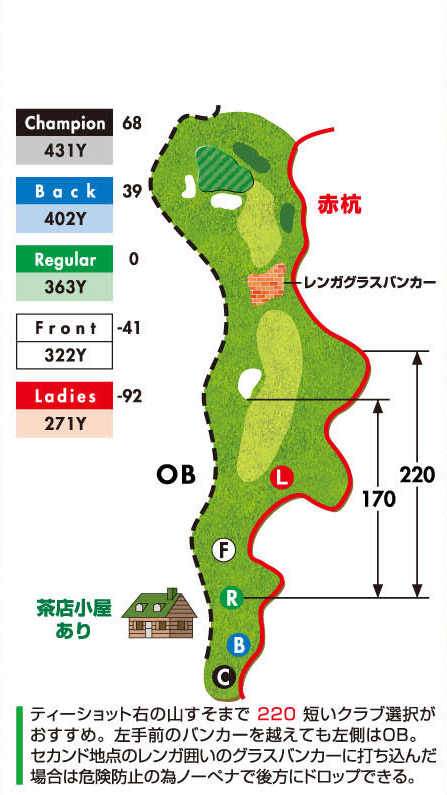 Champion 68
431Y
Back 39
402Y
Regular 0
363Y
Front -41
322Y
Ladies -92
271Y
赤杭
レンガグラスバンカー
OB
L
220
170
F
R
茶店小屋
あり
B
C
ティーショット右の山すそまで 220 短いクラブ選択が
おすすめ。左手前のバンカーを越えても左側はOB。
セカンド地点のレンガ囲いのグラスバンカーに打ち込んだ
場合は危険防止の為ノーペナで後方にドロップできる。